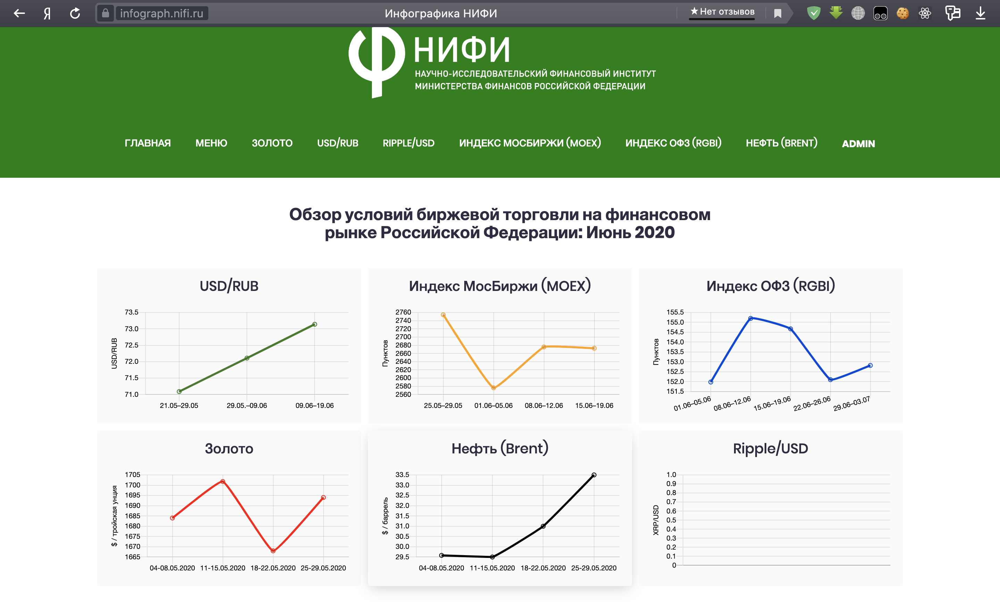 Я
infograph.nifi.ru
Инфографика НИФИ
★ Нет отзывов
НИФИ
НАУЧНО-ИССЛЕДОВАТЕЛЬСКИЙ ФИНАНСОВЫЙ ИНСТИТУТ
МИНИСТЕРСТВА ФИНАНСОВ РОССИЙСКОЙ ФЕДЕРАЦИИ
ГЛАВНАЯ МЕНЮ ЗОЛОТО USD/RUB RIPPLE/USD ИНДЕКС МОСБИРЖИ (MOEX) ИНДЕКС ОФЗ (RGBI) НЕФТЬ (BRENT) ADMIN
Обзор условий биржевой торговли на финансовом
рынке Российской Федерации: Июнь 2020
USD/RUB
USD/RUB
73.5
73.0
72.5
72.0
71.5
71.0
21.05–29.05 29.05.–09.06 09.06–19.06
Индекс МосБиржи (MOEX)
Пунктов
2760
2740
2720
2700
2680
2660
2640
2620
2600
2580
2560
25.05–29.05 01.06–05.06 08.06–12.06 15.06–19.06
Индекс ОФЗ (RGBI)
Пунктов
155.5
155.0
154.5
154.0
153.5
153.0
152.5
152.0
151.5
01.06–05.06 08.06–12.06 15.06–19.06 22.06–26.06 29.06–03.07
Золото
$ / тройская унция
1705
1700
1695
1690
1685
1680
1675
1670
1665
04-08.05.2020 11-15.05.2020 18-22.05.2020 25-29.05.2020
Нефть (Brent)
$ / баррель
33.5
33.0
32.5
32.0
31.5
31.0
30.5
30.0
29.5
04-08.05.2020 11-15.05.2020 18-22.05.2020 25-29.05.2020
Ripple/USD
XRP/USD
1.0
0.9
0.8
0.7
0.6
0.5
0.4
0.3
0.2
0.1
0